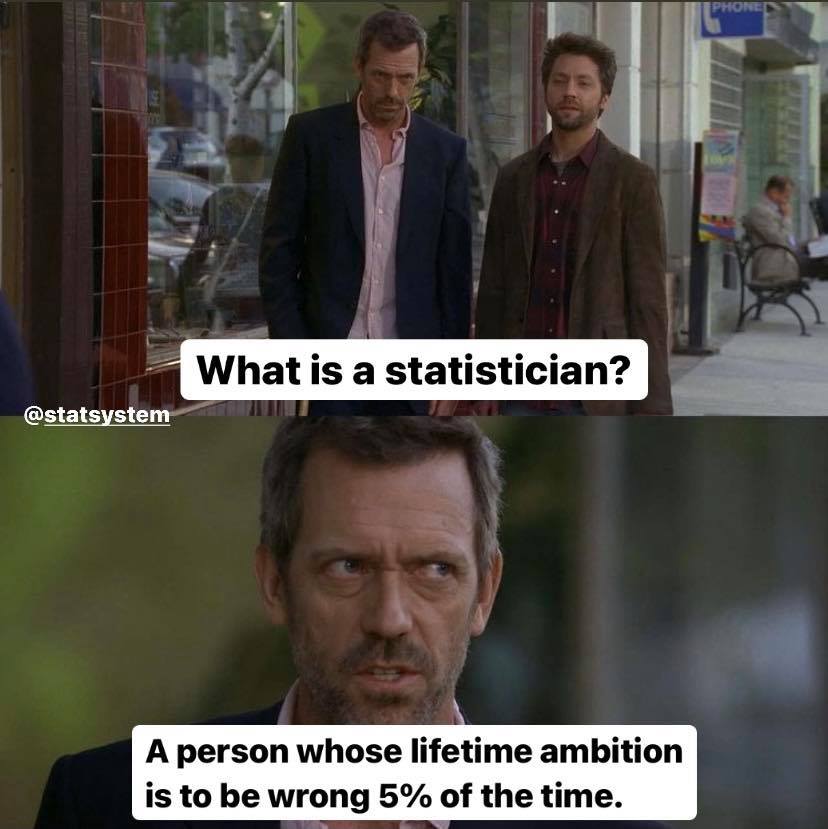 PHONE
What is a statistician?
@statsystem
A person whose lifetime ambition
is to be wrong 5% of the time.